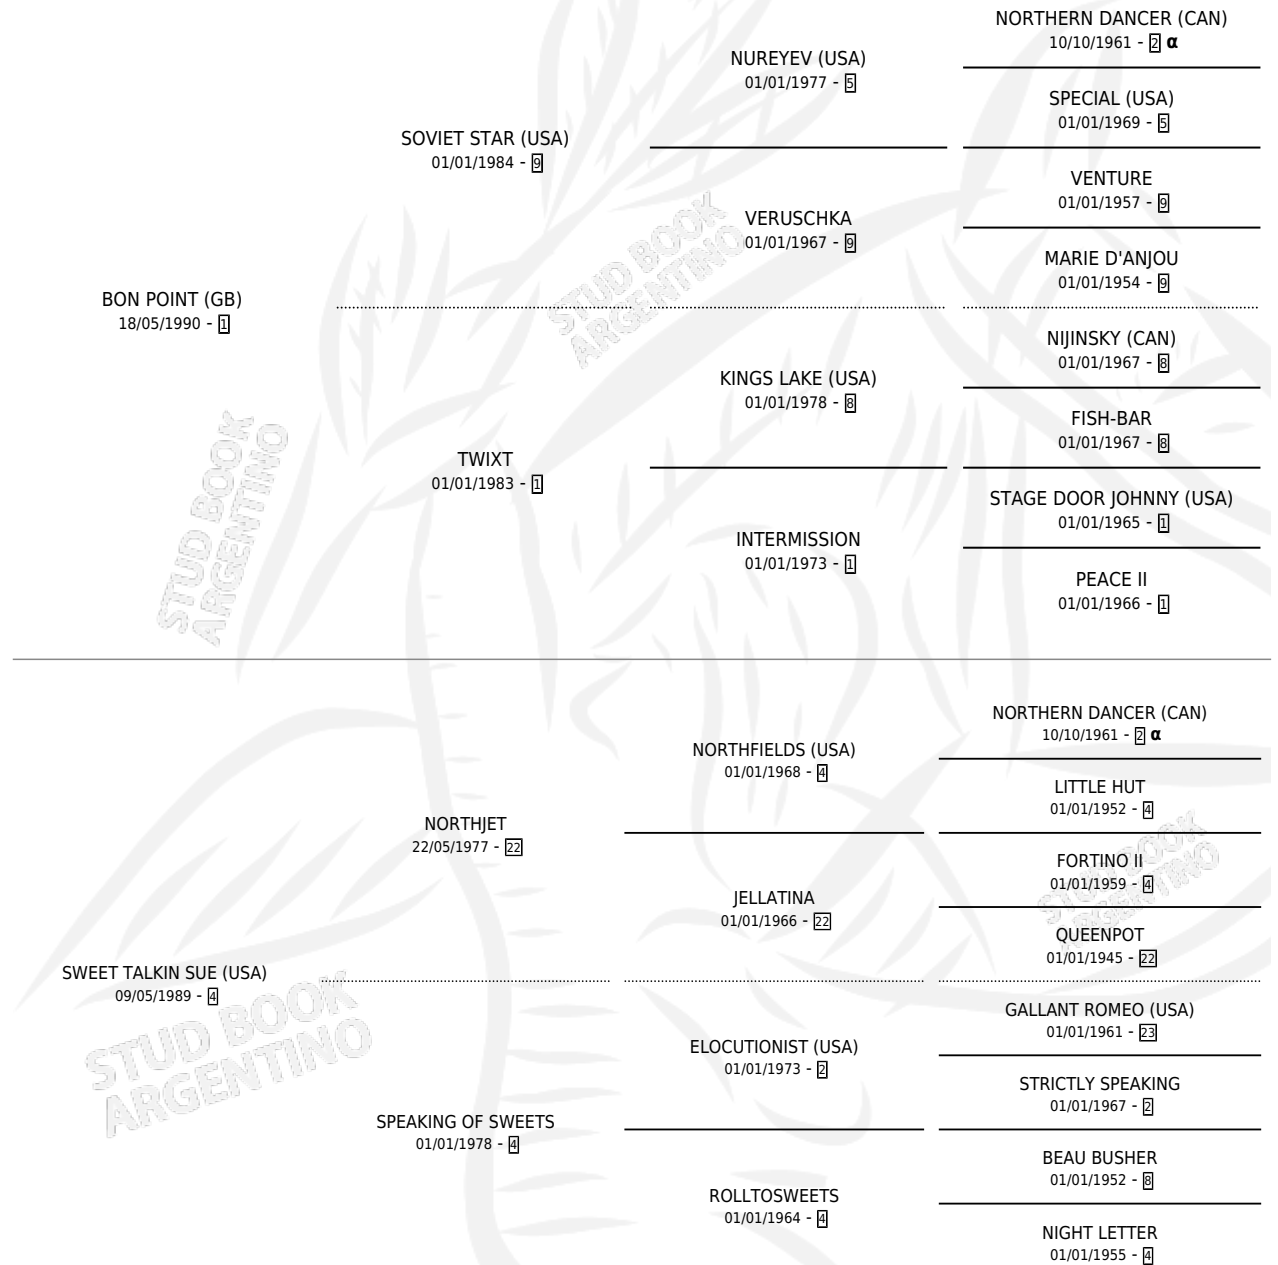 NORTHERN DANCER (CAN)
10/10/1961 - 2 α
NUREYEV (USA)
01/01/1977 - 5
SPECIAL (USA)
01/01/1969 - 5
SOVIET STAR (USA)
01/01/1984 - 9
VENTURE
01/01/1957 - 9
VERUSCHKA
01/01/1967 - 9
MARIE D'ANJOU
01/01/1954 - 9
BON POINT (GB)
18/05/1990 - 1
NIJINSKY (CAN)
01/01/1967 - 8
KINGS LAKE (USA)
01/01/1978 - 8
FISH-BAR
01/01/1967 - 8
TWIXT
01/01/1983 - 1
STAGE DOOR JOHNNY (USA)
01/01/1965 - 1
INTERMISSION
01/01/1973 - 1
PEACE II
01/01/1966 - 1
NORTHERN DANCER (CAN)
10/10/1961 - 2 α
NORTHFIELDS (USA)
01/01/1968 - 4
LITTLE HUT
01/01/1952 - 4
NORTHJET
22/05/1977 - 22
FORTINO II
01/01/1959 - 4
JELLATINA
01/01/1966 - 22
QUEENPOT
01/01/1945 - 22
SWEET TALKIN SUE (USA)
09/05/1989 - 4
GALLANT ROMEO (USA)
01/01/1961 - 23
ELOCUTIONIST (USA)
01/01/1973 - 2
STRICTLY SPEAKING
01/01/1967 - 2
SPEAKING OF SWEETS
01/01/1978 - 4
BEAU BUSHER
01/01/1952 - 8
ROLLTOSWEETS
01/01/1964 - 4
NIGHT LETTER
01/01/1955 - 4
STUD BOOK
ARGENTINO
STUD BOOK
ARGENTINO
STUD BOOK
ARGENTINO
STUD BOOK
ARGENTINO